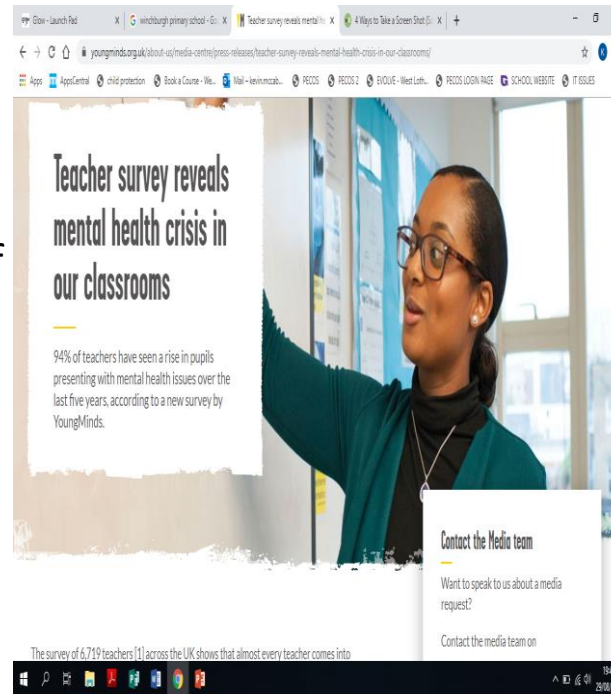 Glow - Launch Pad
winchburgh primary school - Go
Teacher survey reveals mental he
4 Ways to Take a Screen Shot (S
youngminds.org.uk/about-us/media-centre/press-releases/teacher-survey-reveals-mental-health-crisis-in-our-classrooms/
Apps AppsCentral child protection Book a Course - We... Mail – kevin.mccab... PECOS PECOS 2 EVOLVE - West Loth... PECOS LOGIN PAGE SCHOOL WEBSITE IT ISSUES
Teacher survey reveals
mental health crisis in
our classrooms
94% of teachers have seen a rise in pupils
presenting with mental health issues over the
last five years, according to a new survey by
YoungMinds.
Contact the Media team
Want to speak to us about a media
request?
Contact the media team on
The survey of 6,719 teachers [1] across the UK shows that almost every teacher comes into